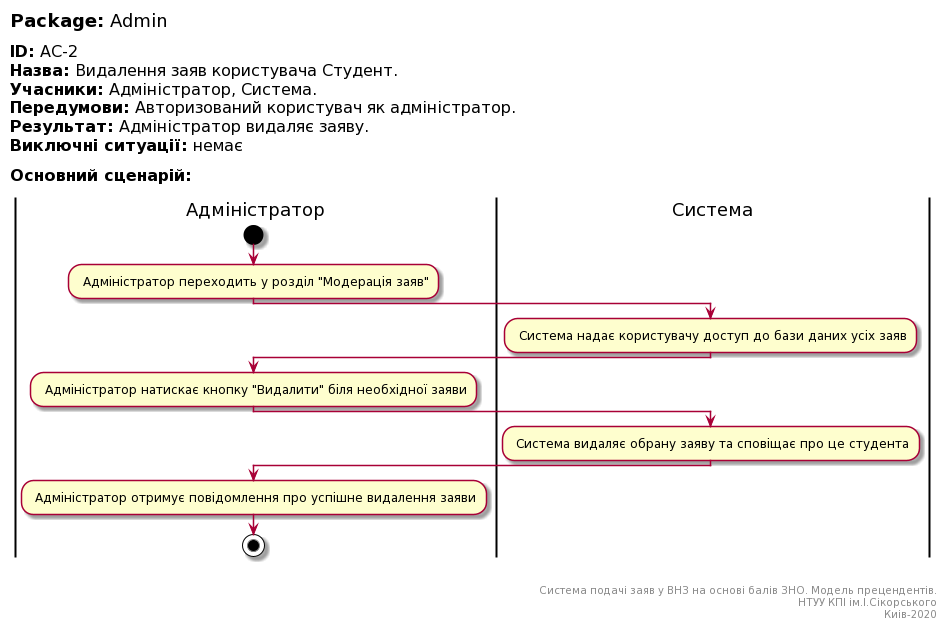 Package: Admin
ID: АС-2
Назва: Видалення заяв користувача Студент.
Учасники: Адміністратор, Система.
Передумови: Авторизований користувач як адміністратор.
Результат: Адміністратор видаляє заяву.
Виключні ситуації: немає
Основний сценарій:
Адміністратор
Система
Адміністратор переходить у розділ "Модерація заяв"
Система надає користувачу доступ до бази даних усіх заяв
Адміністратор натискає кнопку "Видалити" біля необхідної заяви
Система видаляє обрану заяву та сповіщає про це студента
Адміністратор отримує повідомлення про успішне видалення заяви
Система подачі заяв у ВНЗ на основі балів ЗНО. Модель прецендентів.
НТУУ КПІ ім.І.Сікорського
Киів-2020